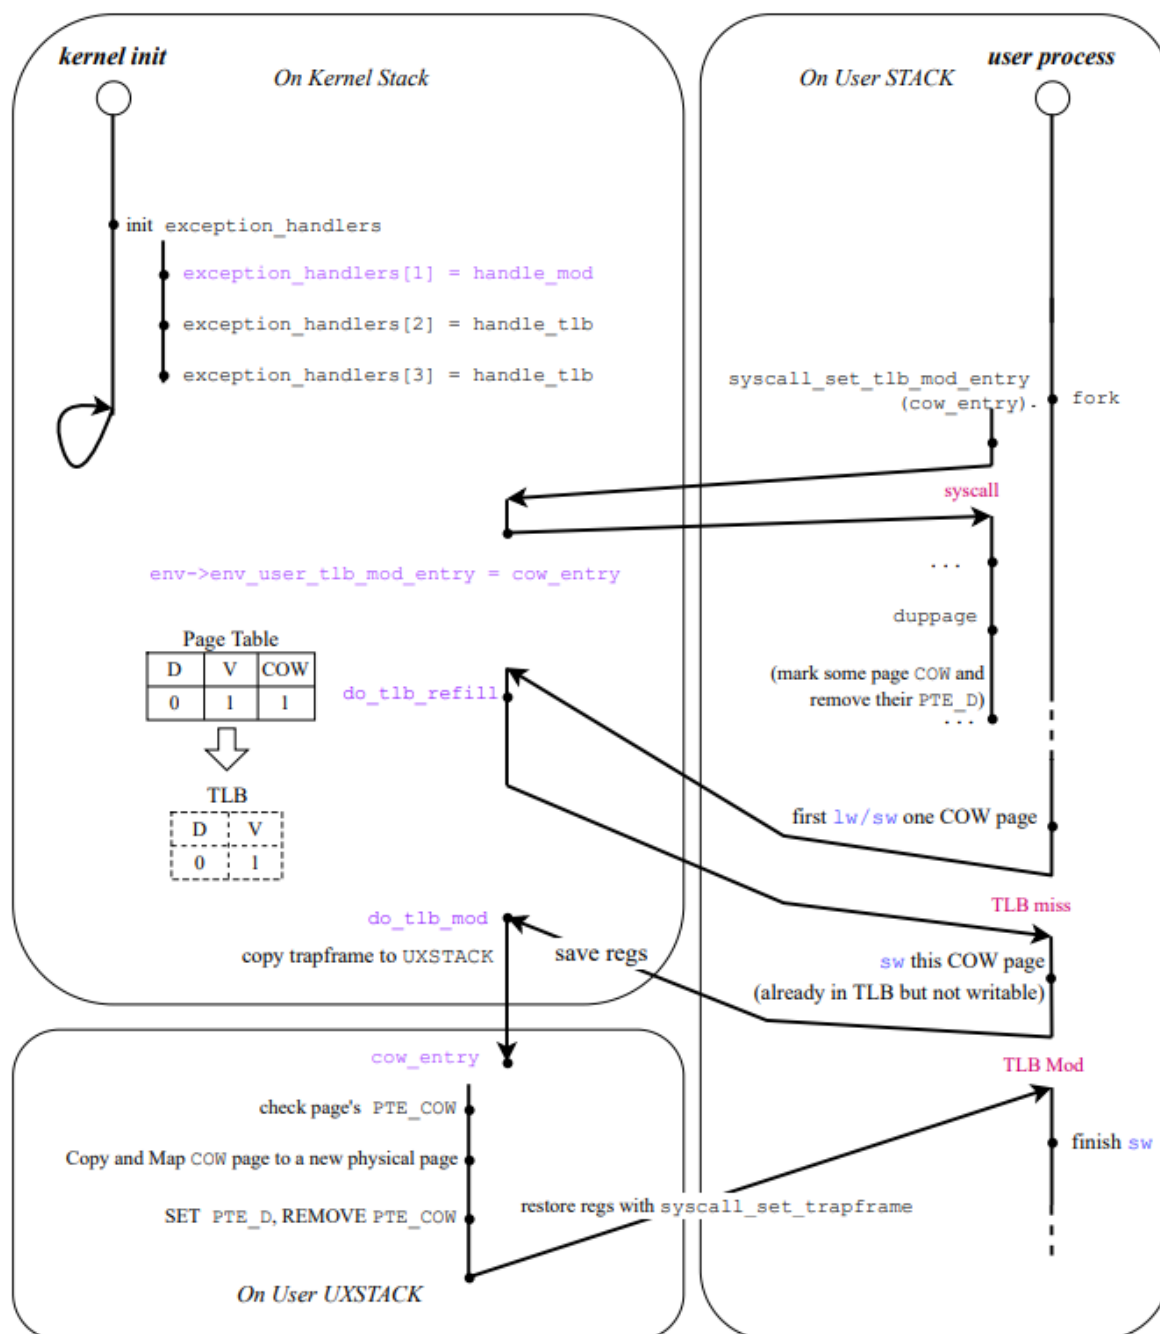 kernel init
On Kernel Stack
init exception_handlers
exception_handlers[1] = handle_mod
exception_handlers[2] = handle_tlb
exception_handlers[3] = handle_tlb
env->env_user_tlb_mod_entry = cow_entry
Page Table
D V COW
0 1 1
do_tlb_refill
TLB
D V
0 1
do_tlb_mod
copy trapframe to UXSTACK
save regs
On User STACK
user process
syscall_set_tlb_mod_entry
(cow_entry).
fork
syscall
...
duppage
(mark some page COW and
remove their PTE_D)
...
first lw/sw one COW page
TLB miss
sw this COW page
(already in TLB but not writable)
TLB Mod
finish sw
cow_entry
check page's PTE_COW
Copy and Map COW page to a new physical page
SET PTE_D, REMOVE PTE_COW
restore regs with syscall_set_trapframe
On User UXSTACK